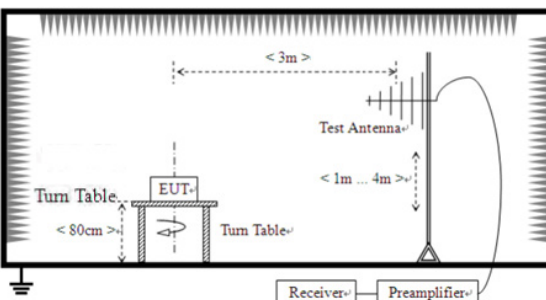 < 3m >
Test Antenna
< 1m ... 4m >
EUT
Turn Table
< 80cm >
Turn Table
Receiver
Preamplifier